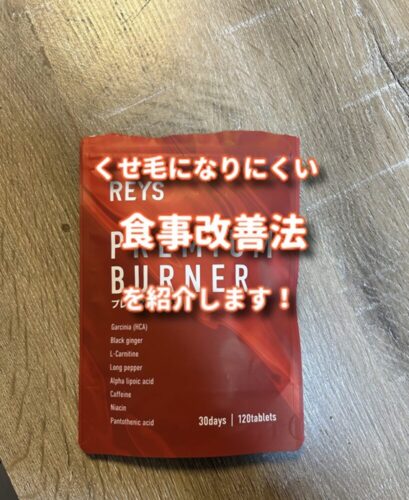 くせ毛になりにくい
REYS
食事改善法
PREMIUM
BURNER
を紹介します！
Garcinia (HCA)
Black ginger
L-Carnitine
Long pepper
Alpha lipoic acid
Caffeine
Niacin
Pantothenic acid
30days | 120tablets